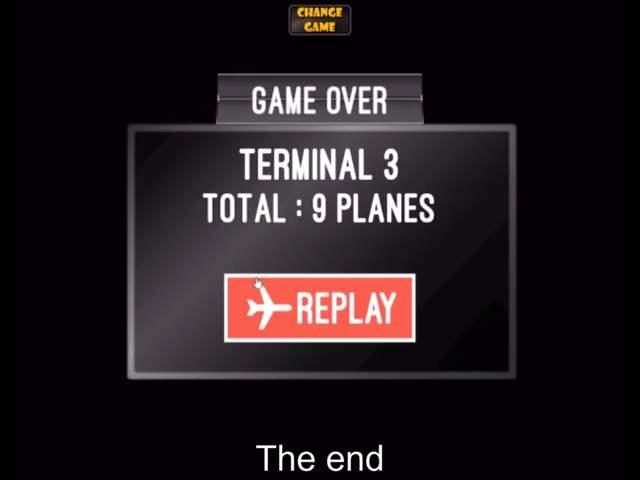 CHANGE
GAME
GAME OVER
TERMINAL 3
TOTAL : 9 PLANES
REPLAY
The end